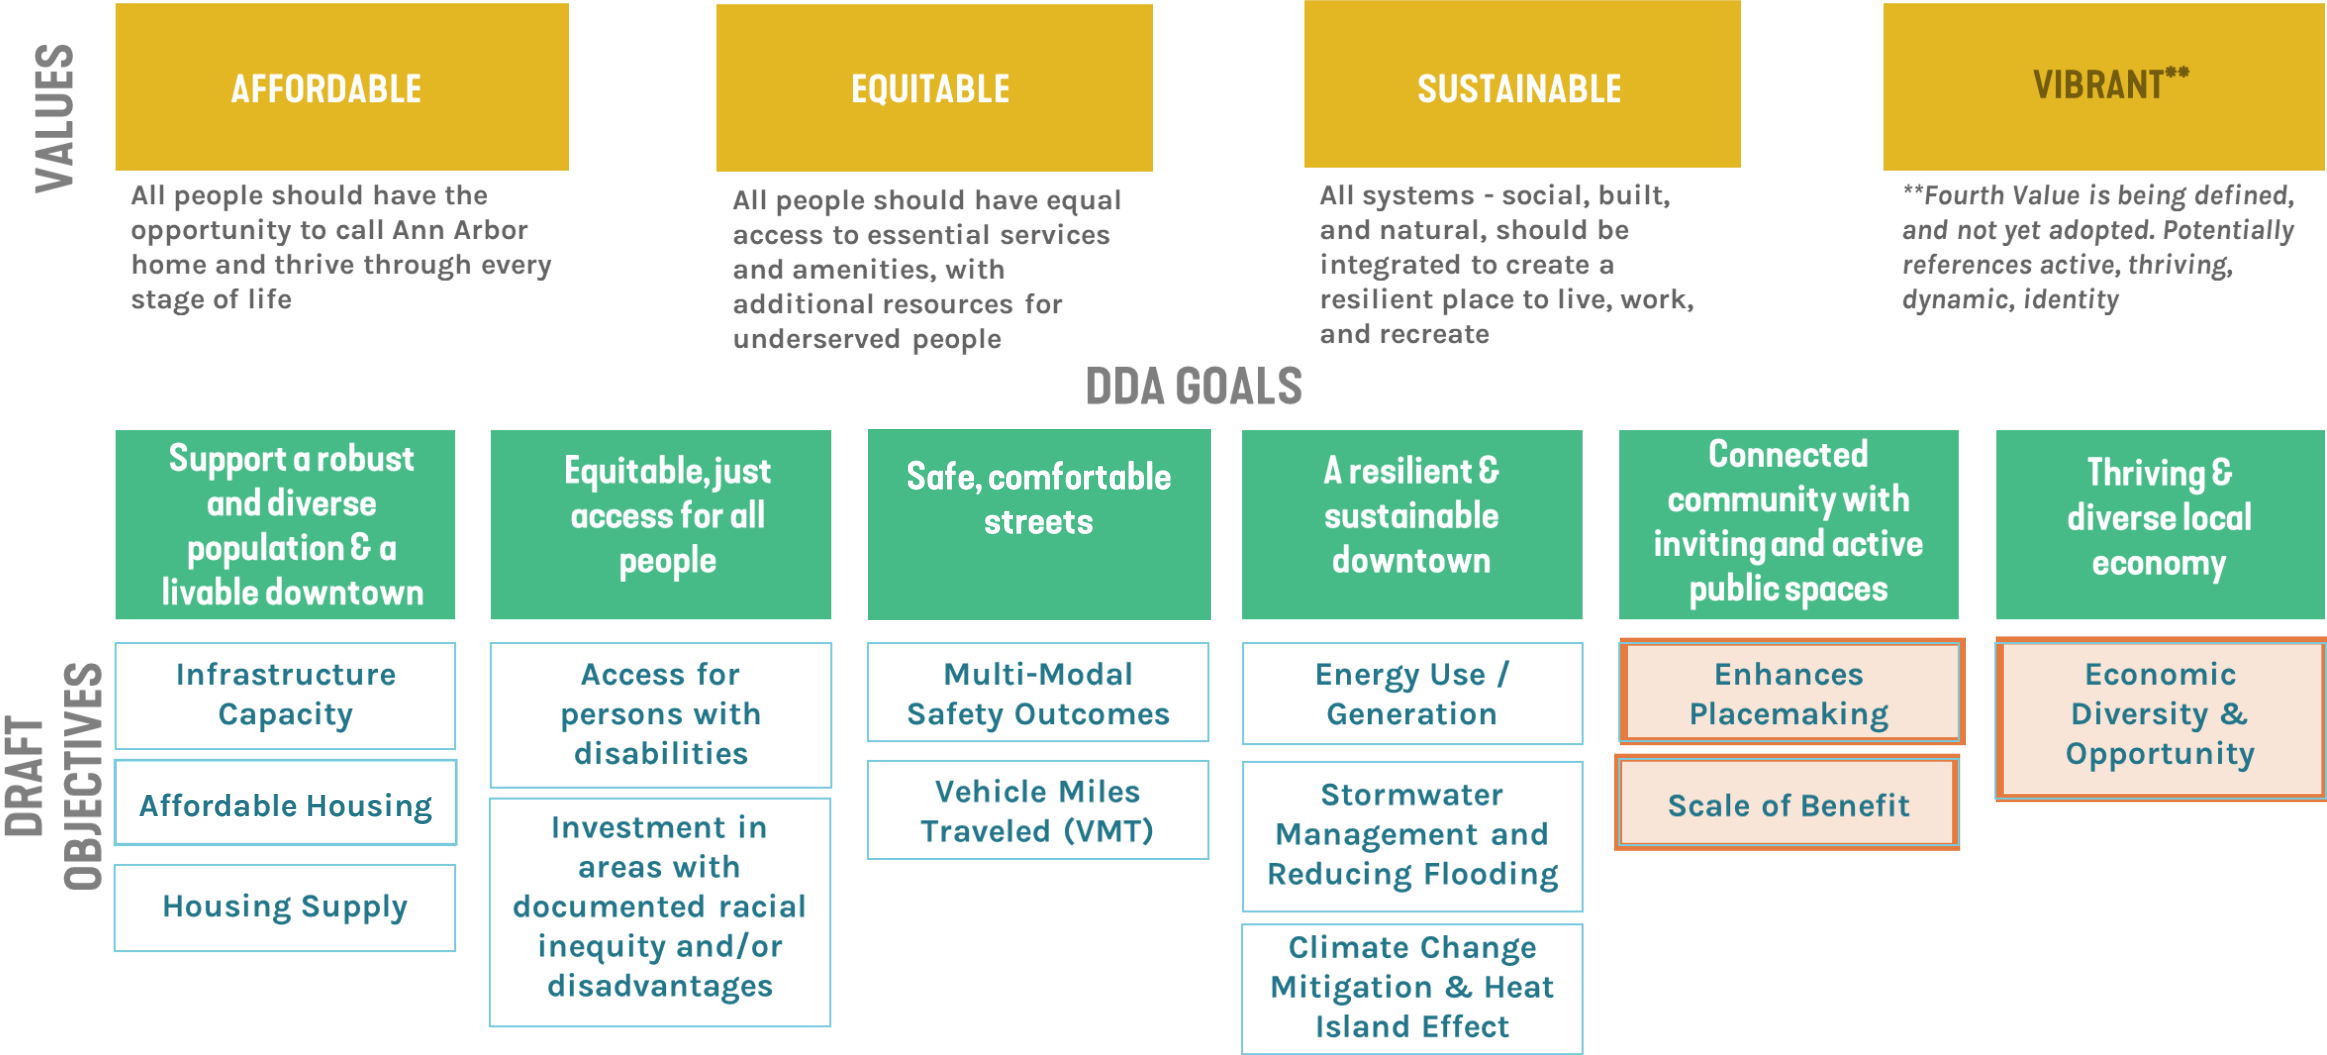 VALUES
AFFORDABLE
All people should have the
opportunity to call Ann Arbor
home and thrive through every
stage of life
EQUITABLE
All people should have equal
access to essential services
and amenities, with
additional resources for
underserved people
SUSTAINABLE
All systems - social, built,
and natural, should be
integrated to create a
resilient place to live, work,
and recreate
VIBRANT**
**Fourth Value is being defined,
and not yet adopted. Potentially
references active, thriving,
dynamic, identity
DDA GOALS
Support a robust
and diverse
population & a
livable downtown
Equitable, just
access for all
people
Safe, comfortable
streets
A resilient &
sustainable
downtown
Connected
community with
inviting and active
public spaces
Thriving &
diverse local
economy
DRAFT
OBJECTIVES
Infrastructure
Capacity
Affordable Housing
Housing Supply
Access for
persons with
disabilities
Investment in
areas with
documented racial
inequity and/or
disadvantages
Multi-Modal
Safety Outcomes
Vehicle Miles
Traveled (VMT)
Energy Use /
Generation
Stormwater
Management and
Reducing Flooding
Climate Change
Mitigation & Heat
Island Effect
Enhances
Placemaking
Scale of Benefit
Economic
Diversity &
Opportunity